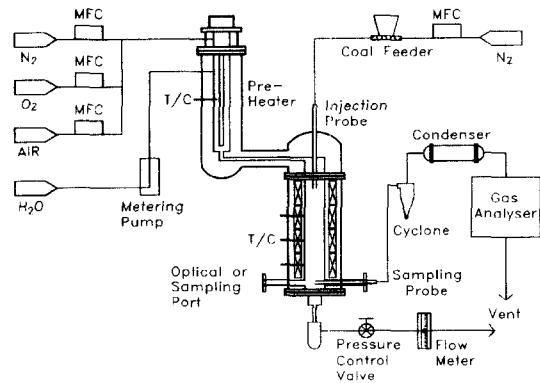 MFC
N2
MFC
O2
MFC
AIR
H2O
Metering
Pump
T/C
Pre-
Heater
Coal Feeder
MFC
N2
Injection
Probe
Condenser
Cyclone
Gas
Analyser
T/C
Optical or
Sampling
Port
Sampling
Probe
Vent
Pressure
Control
Valve
Flow
Meter